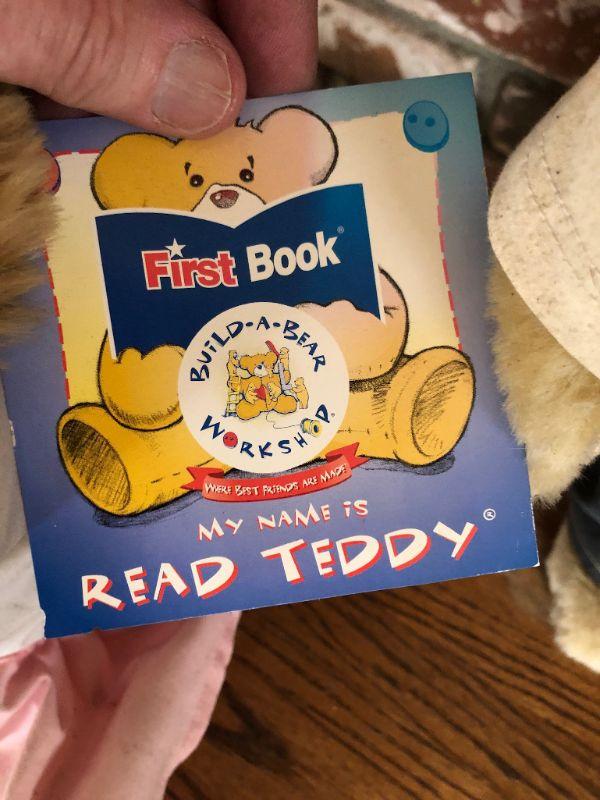 First Book®
BUILD-A-BEAR
WORKSHOP®
WHERE BEST FRIENDS ARE MADE
MY NAME IS
READ TEDDY®